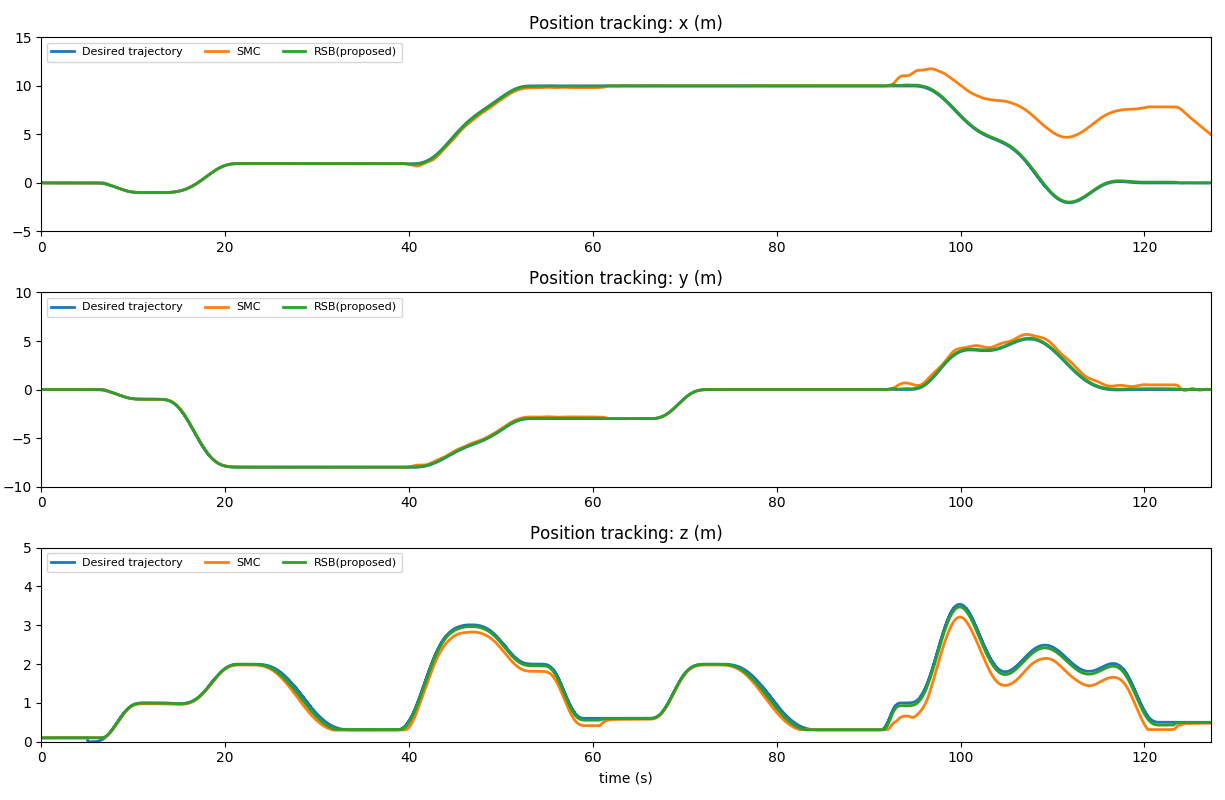 Position tracking: x (m)
Desired trajectory SMC RSB(proposed)
15
10
5
0
−5
0 20 40 60 80 100 120
Position tracking: y (m)
Desired trajectory SMC RSB(proposed)
10
5
0
−5
−10
0 20 40 60 80 100 120
Position tracking: z (m)
Desired trajectory SMC RSB(proposed)
5
4
3
2
1
0
0 20 40 60 80 100 120
time (s)